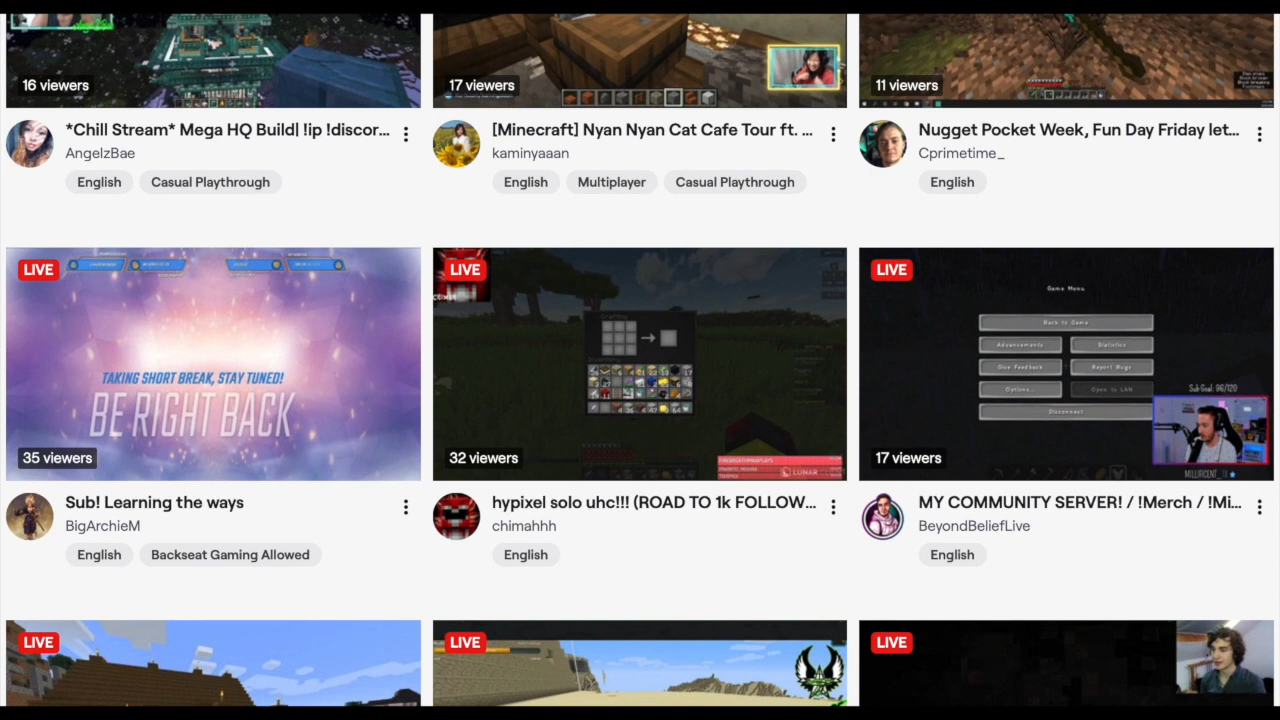 16 viewers
17 viewers
11 viewers
*Chill Stream* Mega HQ Build| !ip !discor...
AngelzBae
English
Casual Playthrough
[Minecraft] Nyan Nyan Cat Cafe Tour ft. ...
kaminyaaan
English
Multiplayer
Casual Playthrough
Nugget Pocket Week, Fun Day Friday let...
Cprimetime_
English
LIVE
TAKING SHORT BREAK, STAY TUNED!
BE RIGHT BACK
35 viewers
LIVE
Crafting
LUNAR
32 viewers
LIVE
Game Menu
Back to Game
Advancements
Statistics
Give Feedback
Report Bugs
Options...
Open to LAN
Disconnect
Sub Goal: 96/120
17 viewers
Sub! Learning the ways
BigArchieM
English
Backseat Gaming Allowed
hypixel solo uhc!!! (ROAD TO 1k FOLLOW...
chimahhh
English
MY COMMUNITY SERVER! / !Merch / !Mi...
BeyondBeliefLive
English
LIVE
LIVE
LIVE